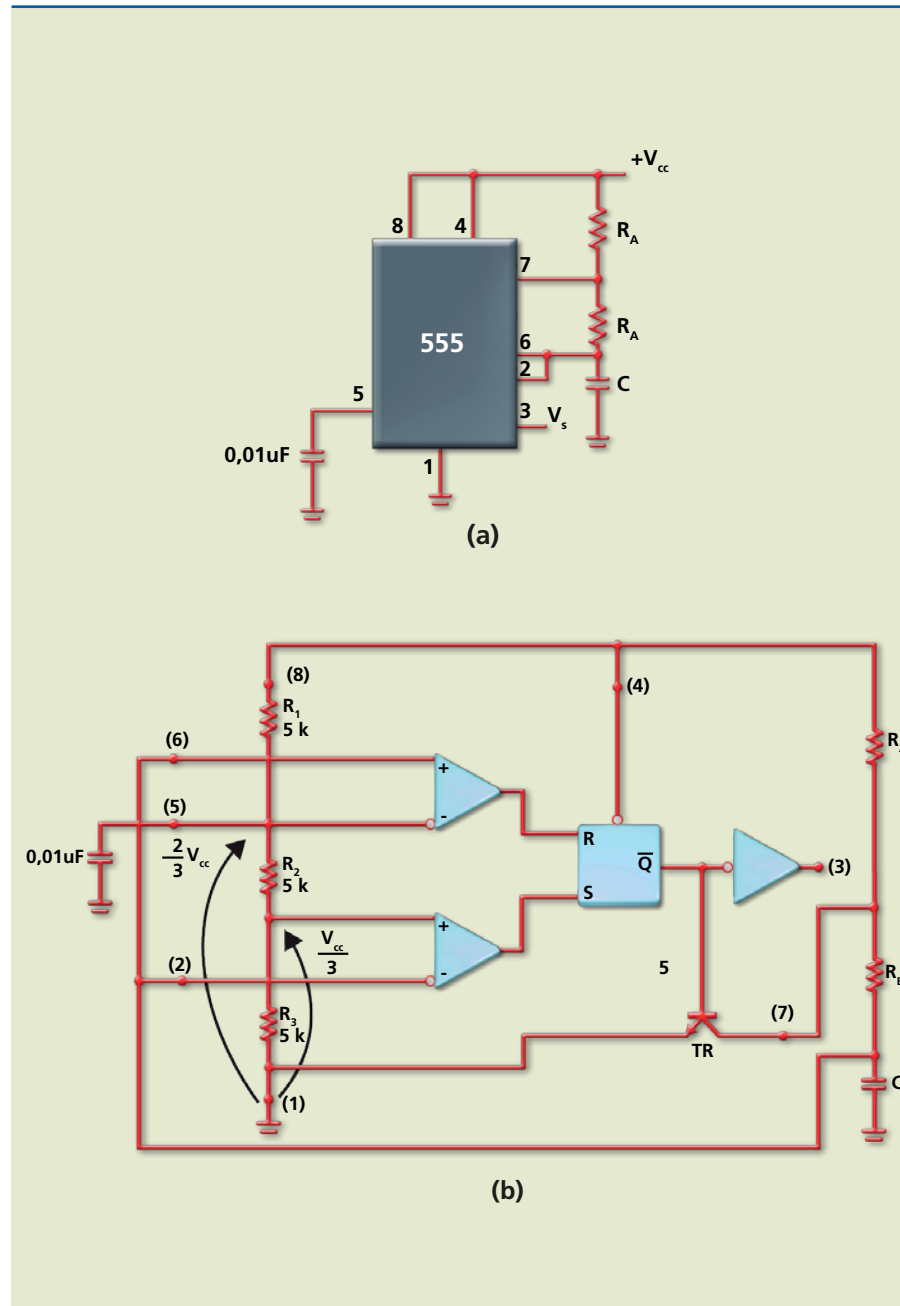 +Vcc
8
4
RA
7
555
RA
6
2
C
5
3
Vs
0,01uF
1
(a)
(8)
(4)
R1
5 k
(6)
+
(5)
-
0,01uF
2/3 Vcc
R2
5 k
R
Q̅
S
(3)
+
Vcc/3
(2)
-
5
RB
R3
5 k
(7)
TR
(1)
C
(b)